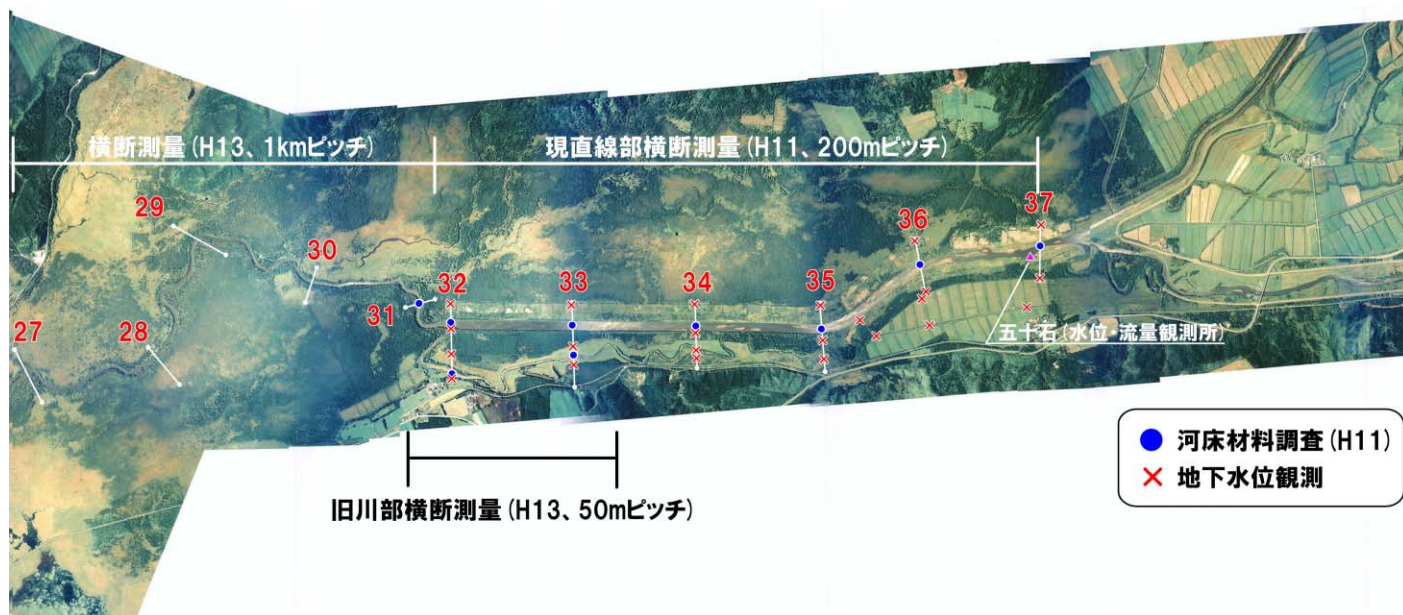 横断測量(H13、1kmピッチ)
現直線部横断測量(H11、200mピッチ)
29
30
36
37
31
32
33
34
35
27
28
五十石(水位・流量観測所)
河床材料調査(H11)
地下水位観測
旧川部横断測量(H13、50mピッチ)